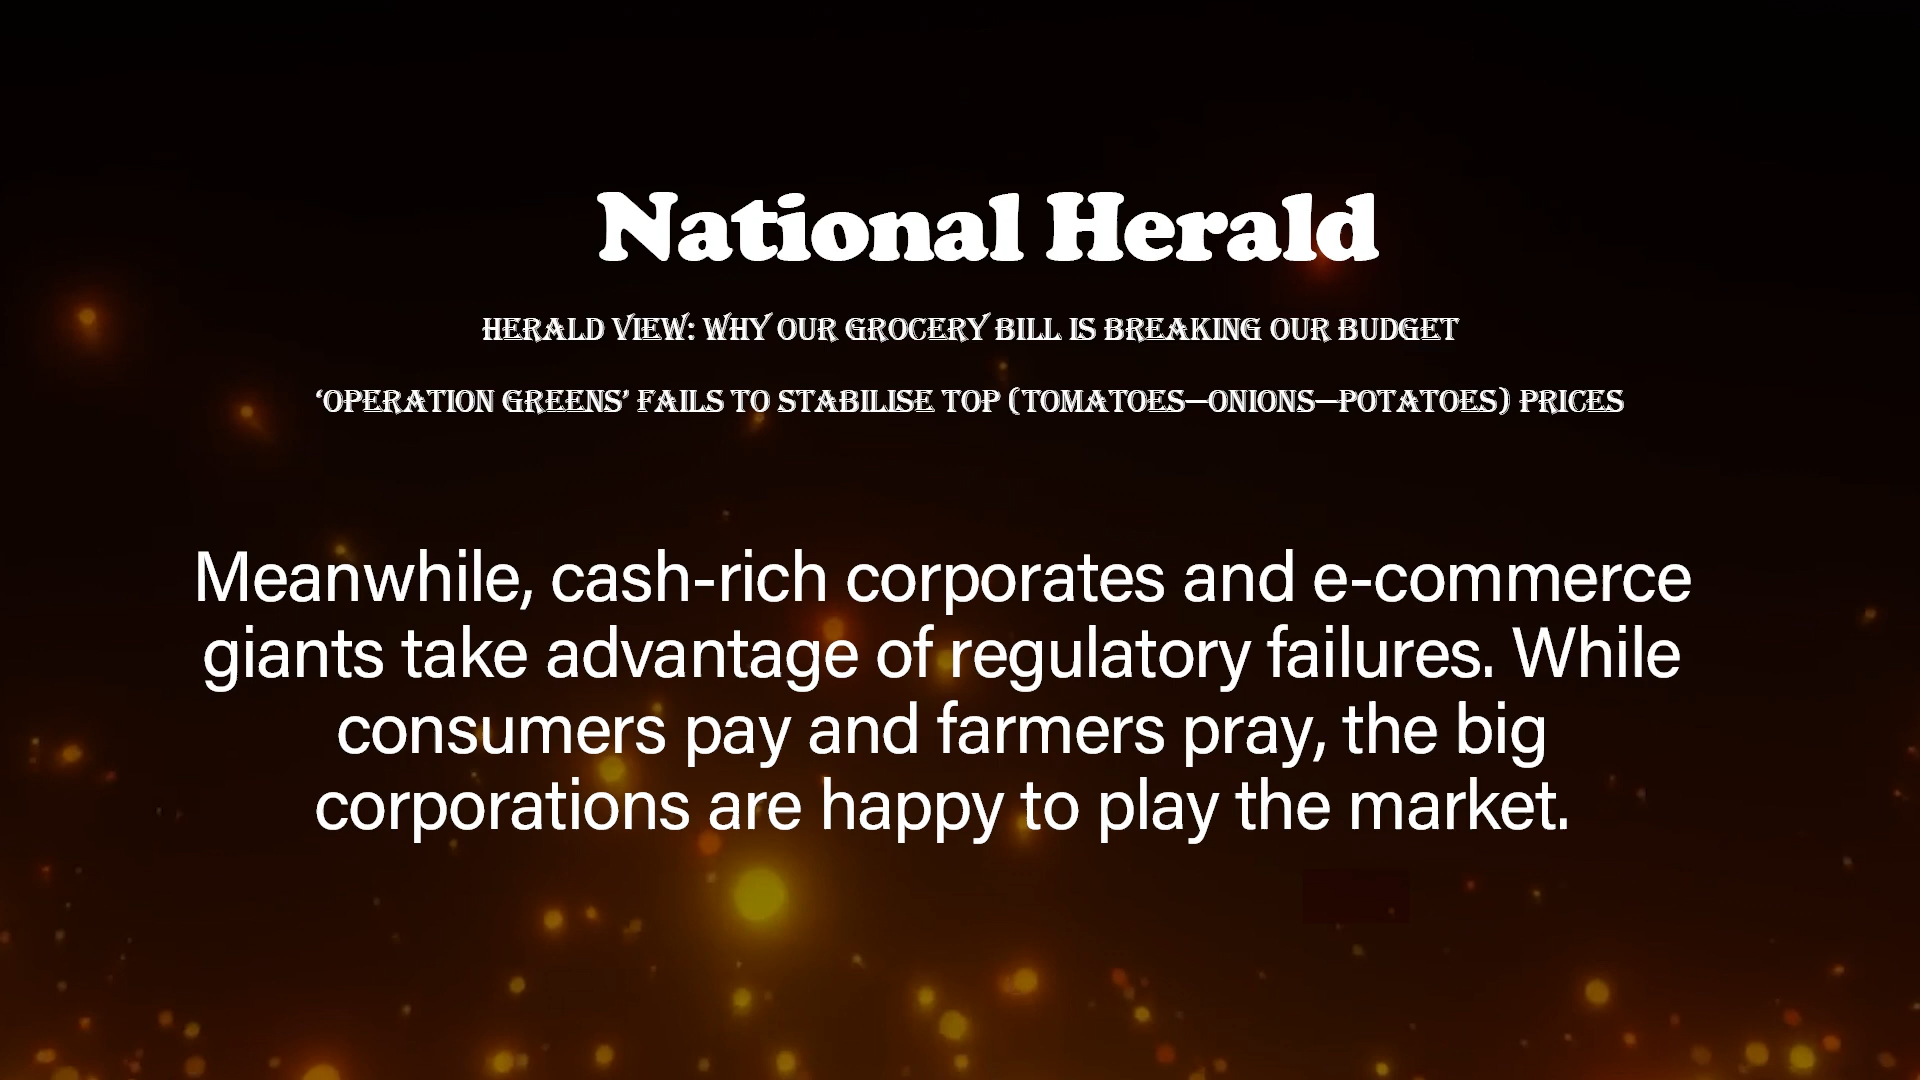 National Herald
HERALD VIEW: WHY OUR GROCERY BILL IS BREAKING OUR BUDGET
‘OPERATION GREENS’ FAILS TO STABILISE TOP (TOMATOES—ONIONS—POTATOES) PRICES
Meanwhile, cash-rich corporates and e-commerce
giants take advantage of regulatory failures. While
consumers pay and farmers pray, the big
corporations are happy to play the market.